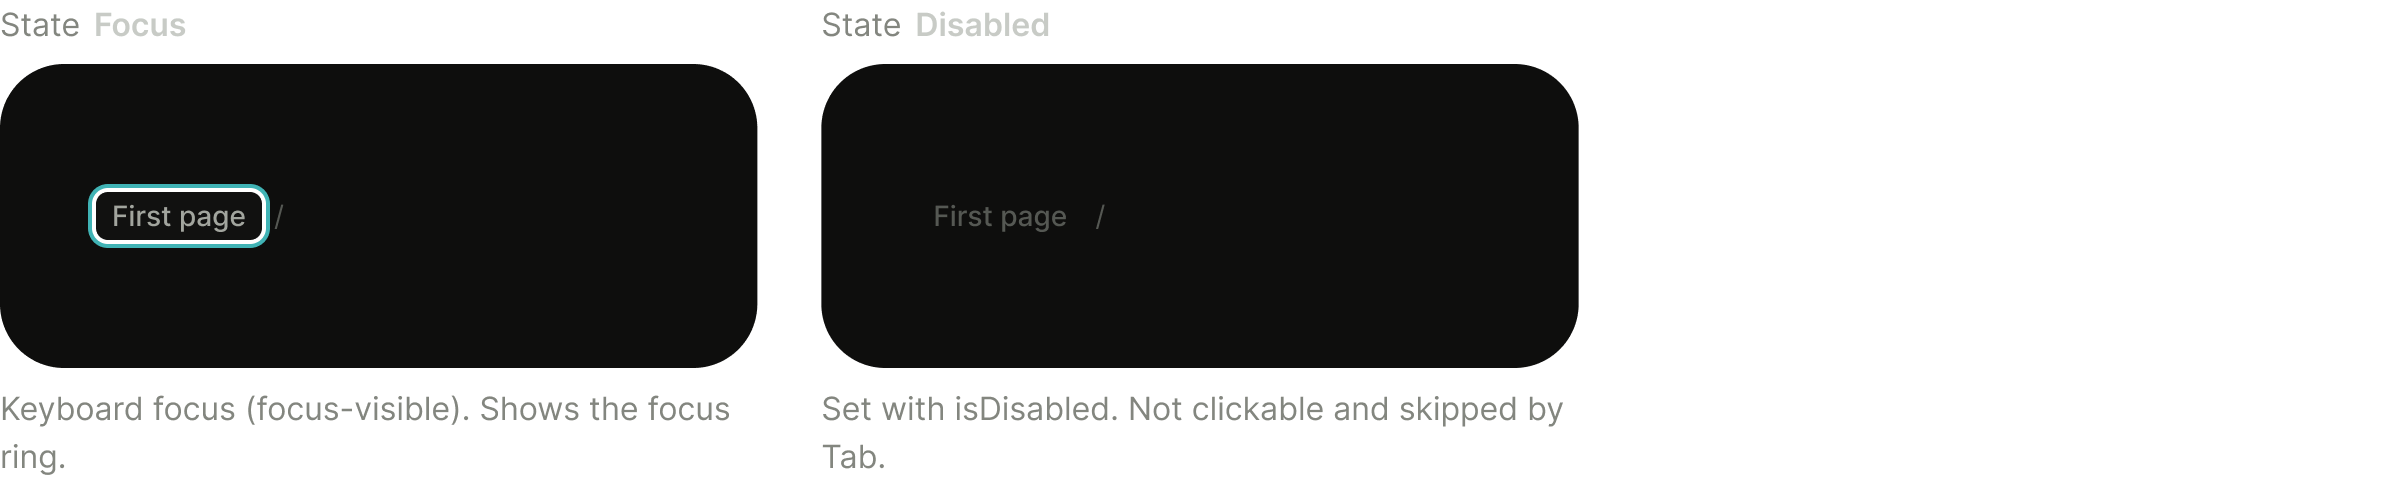 State Focus
First page /
Keyboard focus (focus-visible). Shows the focus
ring.
State Disabled
First page /
Set with isDisabled. Not clickable and skipped by
Tab.